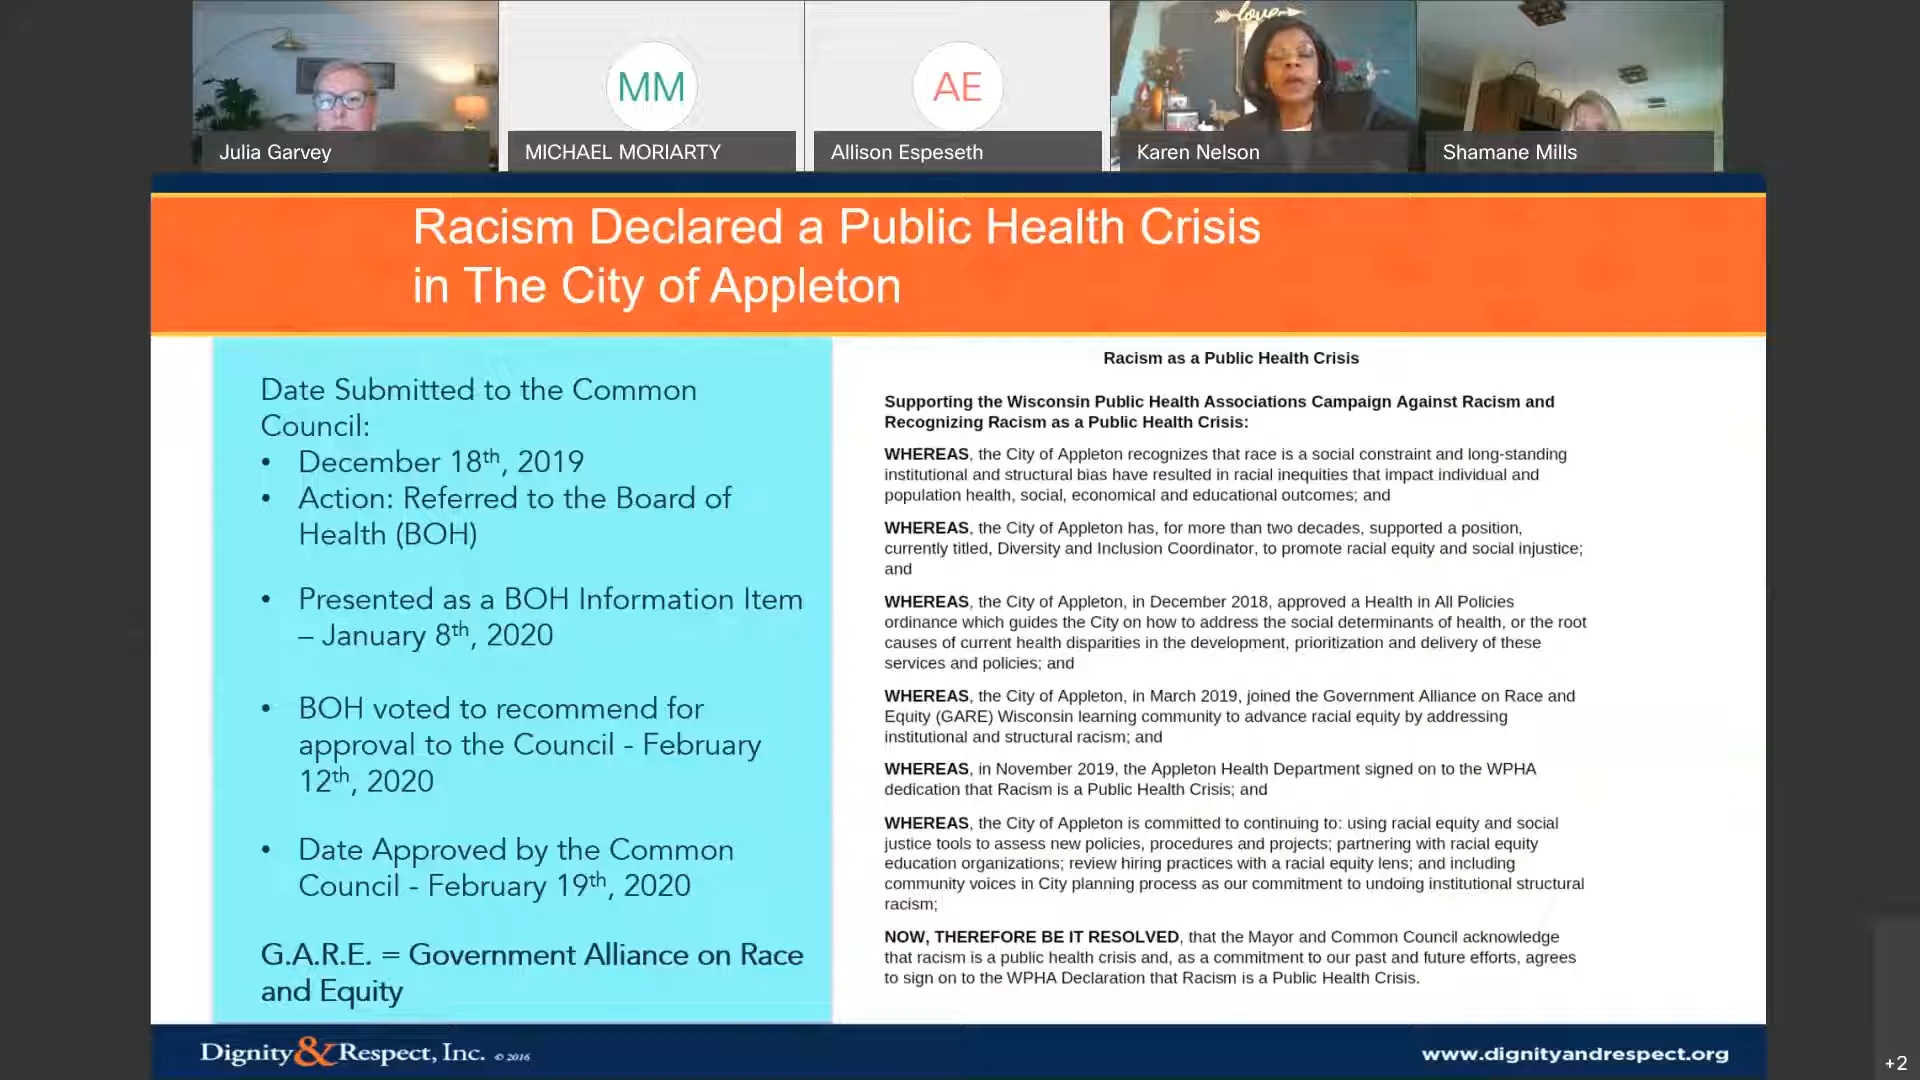 love
MM
AE
Julia Garvey
MICHAEL MORIARTY
Allison Espeseth
Karen Nelson
Shamane Mills
Racism Declared a Public Health Crisis
in The City of Appleton
Date Submitted to the Common
Council:
• December 18th, 2019
• Action: Referred to the Board of
Health (BOH)
• Presented as a BOH Information Item
– January 8th, 2020
• BOH voted to recommend for
approval to the Council - February
12th, 2020
• Date Approved by the Common
Council - February 19th, 2020
G.A.R.E. = Government Alliance on Race
and Equity
Racism as a Public Health Crisis
Supporting the Wisconsin Public Health Associations Campaign Against Racism and
Recognizing Racism as a Public Health Crisis:
WHEREAS, the City of Appleton recognizes that race is a social constraint and long-standing
institutional and structural bias have resulted in racial inequities that impact individual and
population health, social, economical and educational outcomes; and
WHEREAS, the City of Appleton has, for more than two decades, supported a position,
currently titled, Diversity and Inclusion Coordinator, to promote racial equity and social injustice;
and
WHEREAS, the City of Appleton, in December 2018, approved a Health in All Policies
ordinance which guides the City on how to address the social determinants of health, or the root
causes of current health disparities in the development, prioritization and delivery of these
services and policies; and
WHEREAS, the City of Appleton, in March 2019, joined the Government Alliance on Race and
Equity (GARE) Wisconsin learning community to advance racial equity by addressing
institutional and structural racism; and
WHEREAS, in November 2019, the Appleton Health Department signed on to the WPHA
dedication that Racism is a Public Health Crisis; and
WHEREAS, the City of Appleton is committed to continuing to: using racial equity and social
justice tools to assess new policies, procedures and projects; partnering with racial equity
education organizations; review hiring practices with a racial equity lens; and including
community voices in City planning process as our commitment to undoing institutional structural
racism;
NOW, THEREFORE BE IT RESOLVED, that the Mayor and Common Council acknowledge
that racism is a public health crisis and, as a commitment to our past and future efforts, agrees
to sign on to the WPHA Declaration that Racism is a Public Health Crisis.
Dignity&Respect, Inc. © 2016
www.dignityandrespect.org
+2